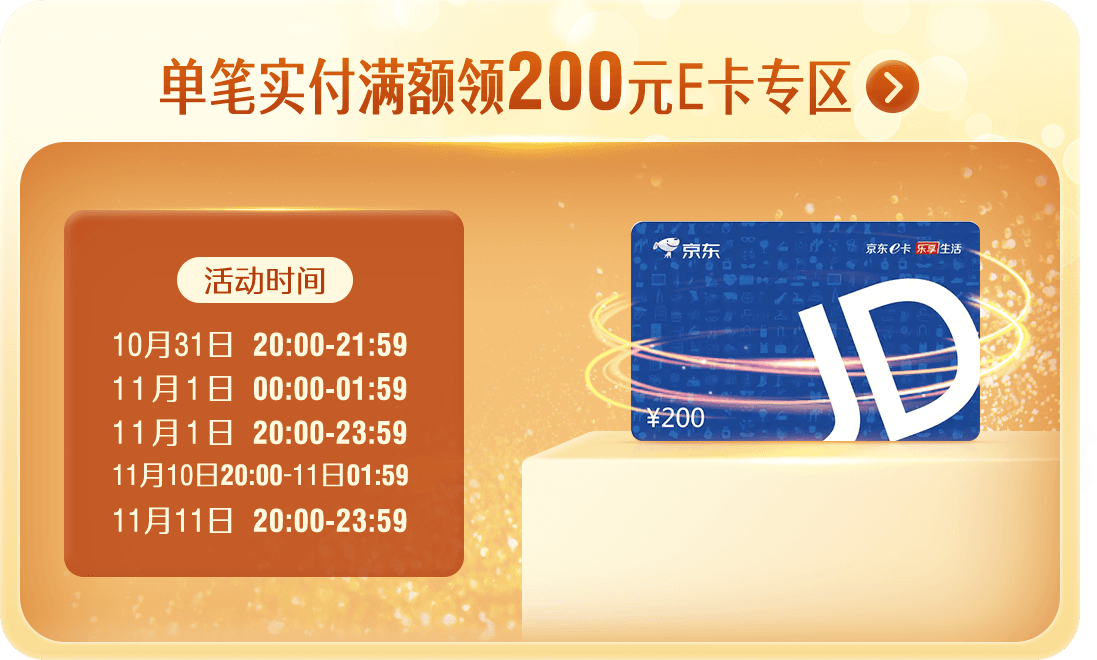 单笔实付满额领200元E卡专区
活动时间
10月31日 20:00-21:59
11月1日 00:00-01:59
11月1日 20:00-23:59
11月10日20:00-11日01:59
11月11日 20:00-23:59
京东
京东e卡 乐享生活
JD
¥200